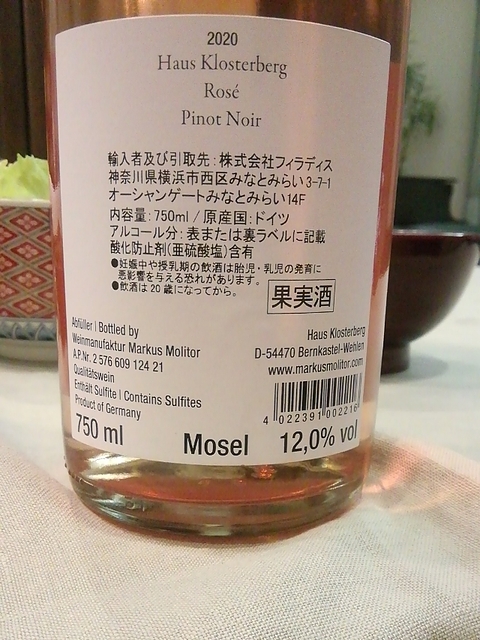 2020
Haus Klosterberg
Rosé
Pinot Noir
輸入者及び引取先：株式会社フィラディス
神奈川県横浜市西区みなとみらい3-7-1
オーシャンゲートみなとみらい14F
内容量：750ml / 原産国：ドイツ
アルコール分：表または裏ラベルに記載
酸化防止剤(亜硫酸塩)含有
●妊娠中や授乳期の飲酒は胎児・乳児の発育に
悪影響を与える恐れがあります。
●飲酒は20歳になってから。
果実酒
Abfüller | Bottled by
Weinmanufaktur Markus Molitor
A.P.Nr. 2 576 609 124 21
Qualitätswein
Enthält Sulfite | Contains Sulfites
Product of Germany
750 ml
Haus Klosterberg
D-54470 Bernkastel-Wehlen
www.markusmolitor.com
4 022391 002216
Mosel
12,0% vol